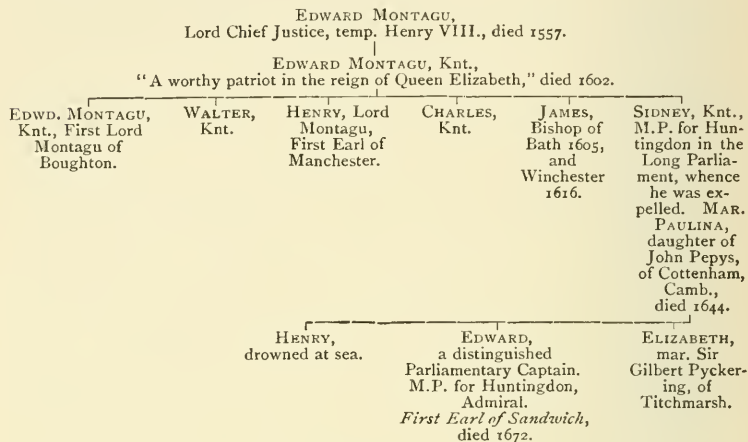 EDWARD MONTAGU,
Lord Chief Justice, temp. Henry VIII., died 1557.
EDWARD MONTAGU, Knt.,
"A worthy patriot in the reign of Queen Elizabeth," died 1602.
EDWD. MONTAGU,
Knt., First Lord
Montagu of
Boughton.
WALTER,
Knt.
HENRY, Lord
Montagu,
First Earl of
Manchester.
CHARLES,
Knt.
JAMES,
Bishop of
Bath 1605,
and
Winchester
1616.
SIDNEY, Knt.,
M.P. for Hun-
tingdon in the
Long Parlia-
ment, whence
he was ex-
pelled. MAR.
PAULINA,
daughter of
John Pepys,
of Cottenham,
Camb.,
died 1644.
HENRY,
drowned at sea.
EDWARD,
a distinguished
Parliamentary Captain.
M.P. for Huntingdon,
Admiral.
First Earl of Sandwich,
died 1672.
ELIZABETH,
mar. Sir
Gilbert Pycker-
ing, of
Titchmarsh.